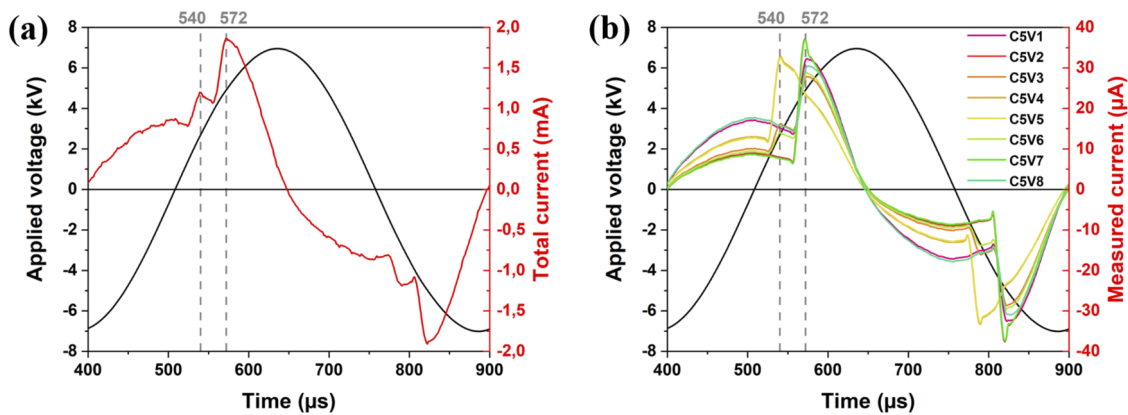 (a)
540 572
Applied voltage (kV)
8
6
4
2
0
-2
-4
-6
-8
400 500 600 700 800 900
Time (μs)
2,0
1,5
1,0
0,5
0,0
-0,5
-1,0
-1,5
-2,0
Total current (mA)
(b)
540 572
Applied voltage (kV)
8
6
4
2
0
-2
-4
-6
-8
400 500 600 700 800 900
Time (μs)
C5V1
C5V2
C5V3
C5V4
C5V5
C5V6
C5V7
C5V8
40
30
20
10
0
-10
-20
-30
-40
Measured current (μA)